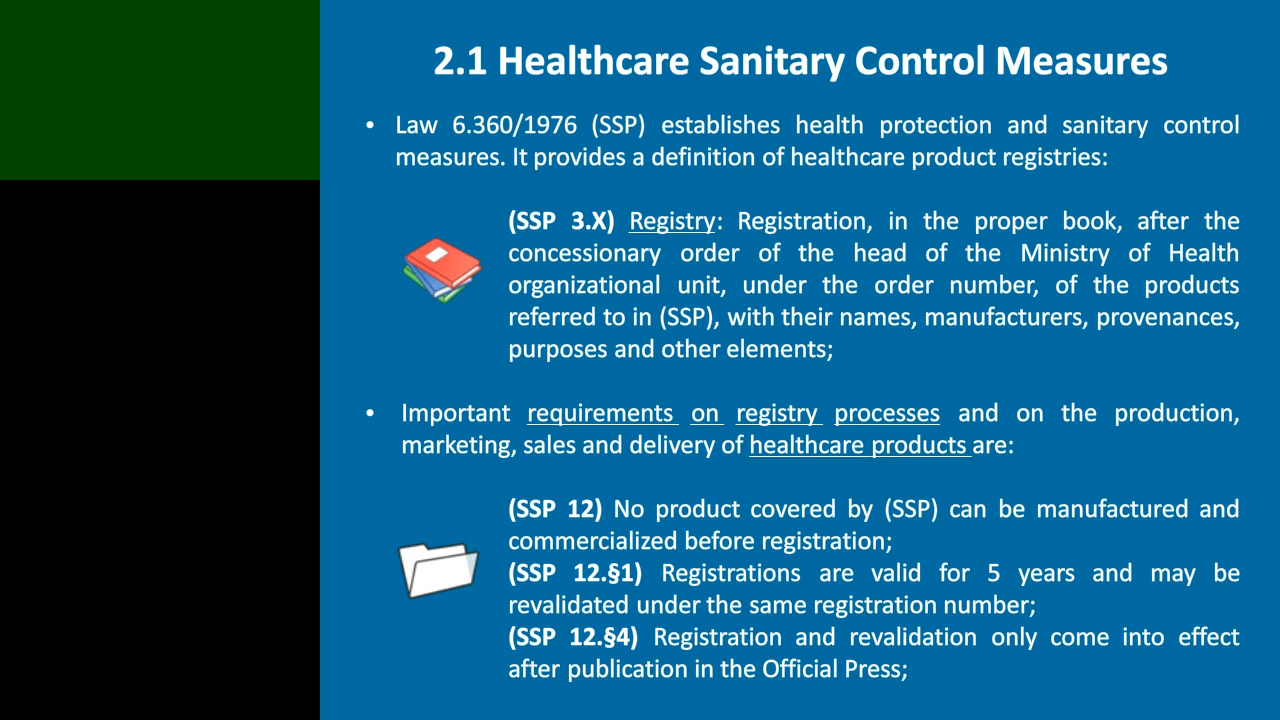 2.1 Healthcare Sanitary Control Measures
• Law 6.360/1976 (SSP) establishes health protection and sanitary control
measures. It provides a definition of healthcare product registries:
(SSP 3.X) Registry: Registration, in the proper book, after the
concessionary order of the head of the Ministry of Health
organizational unit, under the order number, of the products
referred to in (SSP), with their names, manufacturers, provenances,
purposes and other elements;
• Important requirements on registry processes and on the production,
marketing, sales and delivery of healthcare products are:
(SSP 12) No product covered by (SSP) can be manufactured and
commercialized before registration;
(SSP 12.§1) Registrations are valid for 5 years and may be
revalidated under the same registration number;
(SSP 12.§4) Registration and revalidation only come into effect
after publication in the Official Press;